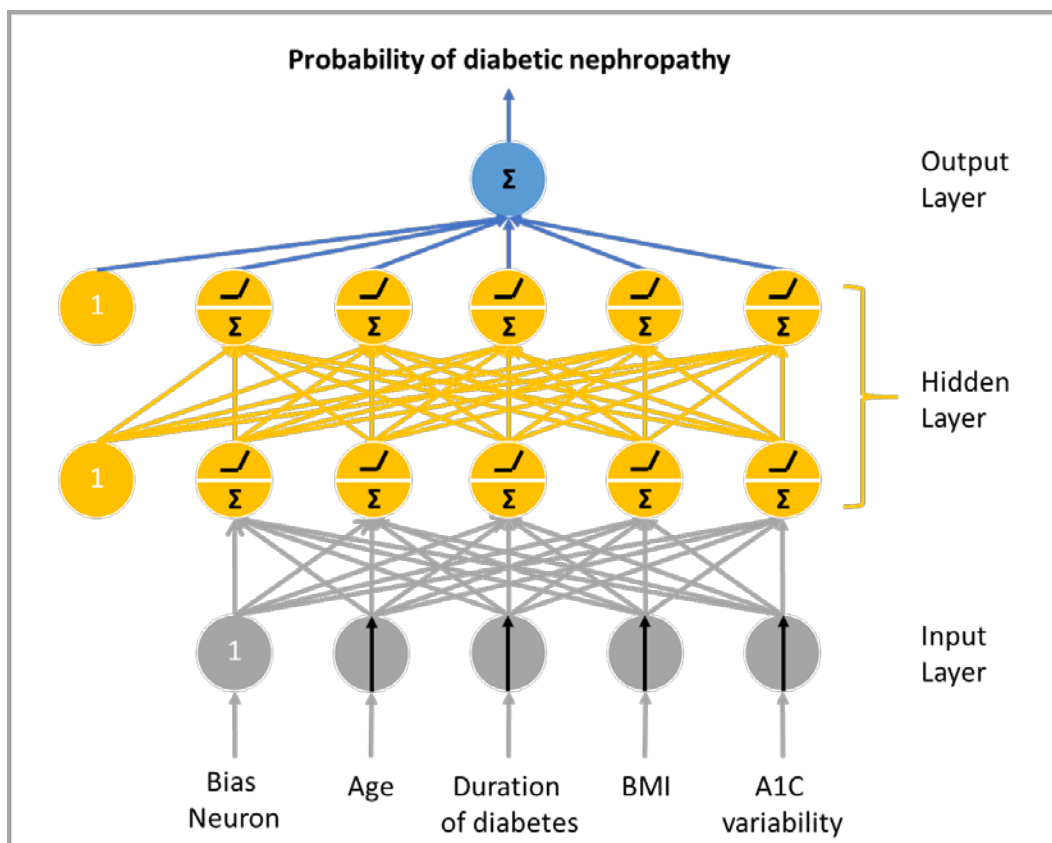 Probability of diabetic nephropathy
Σ
Output
Layer
1
Σ Σ Σ Σ Σ
Hidden
Layer
1
Σ Σ Σ Σ Σ
1
Input
Layer
Bias
Neuron
Age
Duration
of diabetes
BMI
A1C
variability